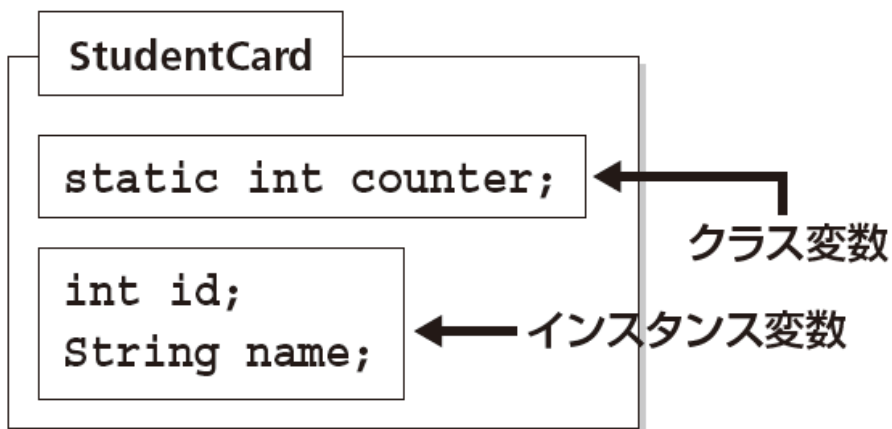 StudentCard
static int counter;
クラス変数
int id;
String name;
インスタンス変数